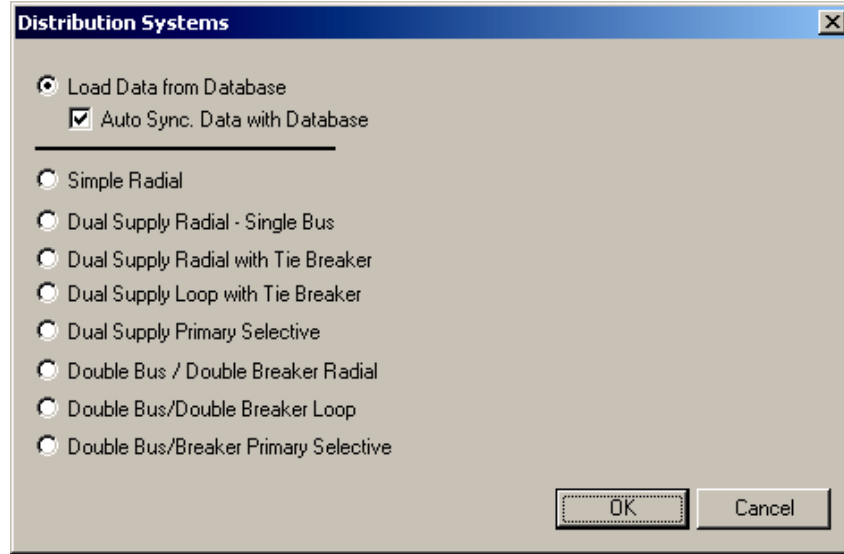 Distribution Systems
Load Data from Database
Auto Sync. Data with Database
Simple Radial
Dual Supply Radial - Single Bus
Dual Supply Radial with Tie Breaker
Dual Supply Loop with Tie Breaker
Dual Supply Primary Selective
Double Bus / Double Breaker Radial
Double Bus/Double Breaker Loop
Double Bus/Breaker Primary Selective
OK Cancel